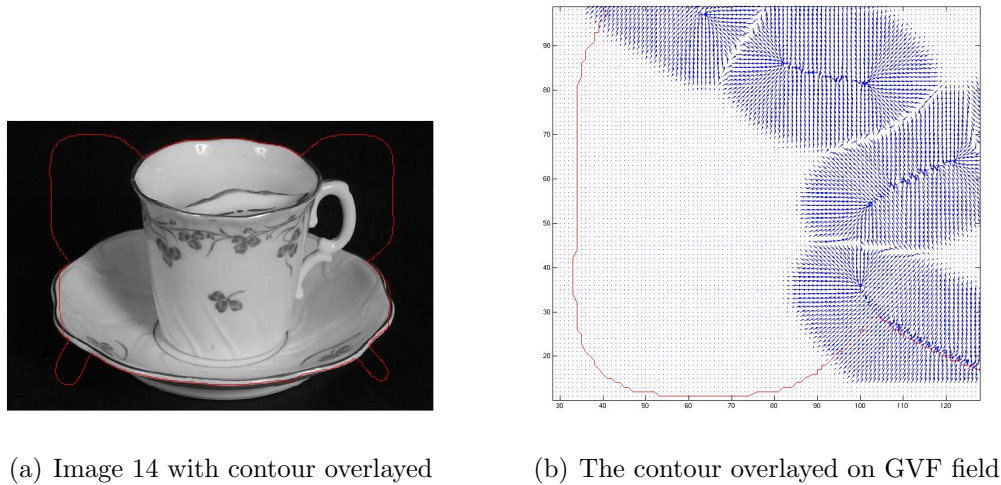 90
80
70
60
50
40
30
20
30 40 50 60 70 80 90 100 110 120
(a) Image 14 with contour overlayed
(b) The contour overlayed on GVF field